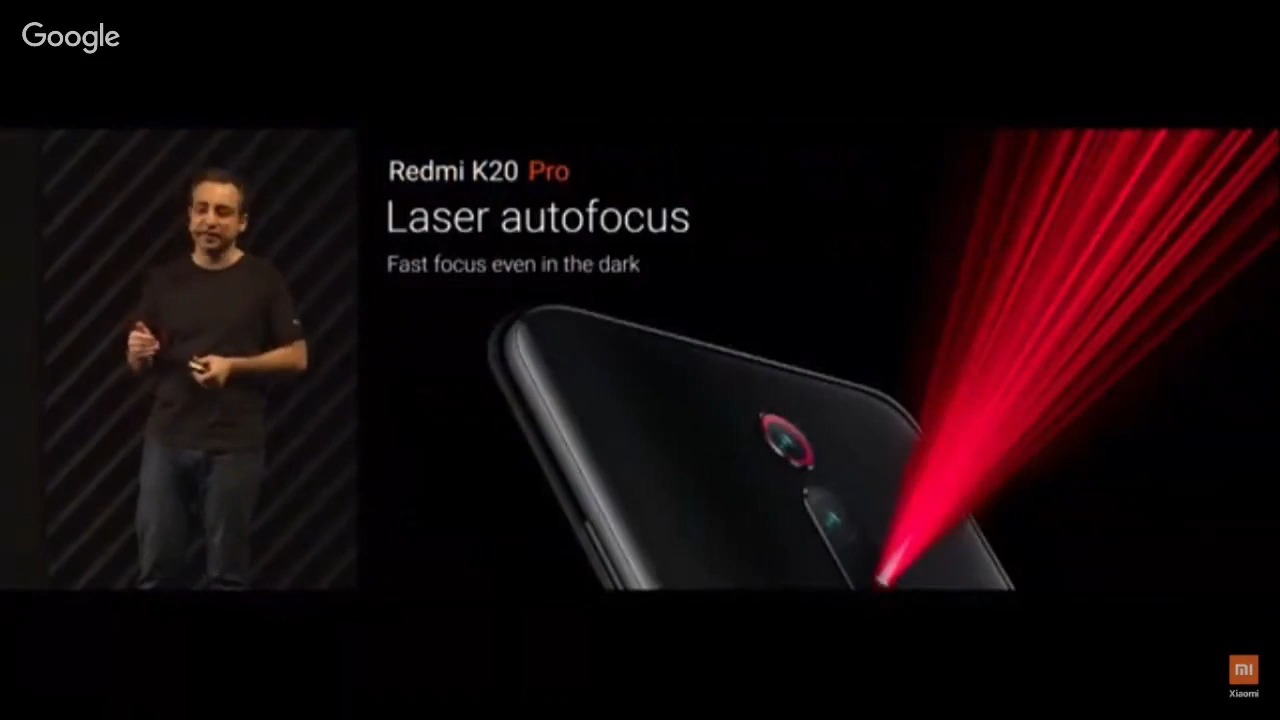 Google
Redmi K20 Pro
Laser autofocus
Fast focus even in the dark
mi
Xiaomi